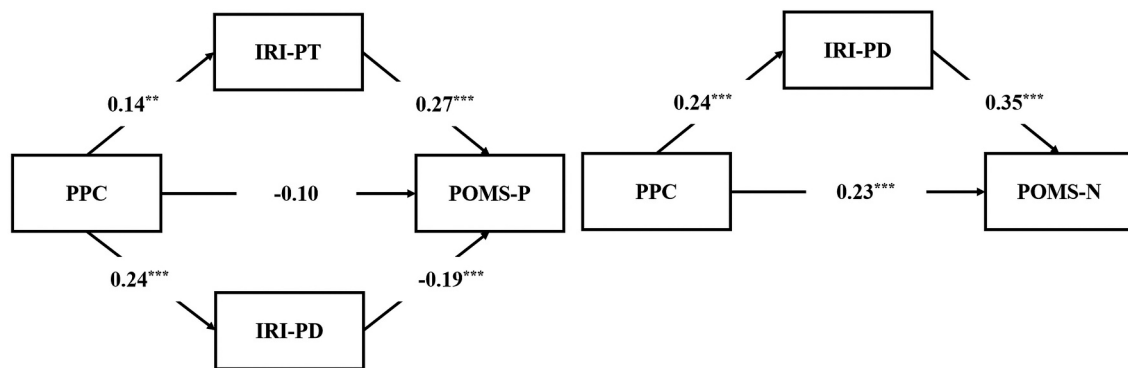 IRI-PT
0.14**
0.27***
PPC
-0.10
POMS-P
0.24***
-0.19***
IRI-PD
IRI-PD
0.24***
0.35***
PPC
0.23***
POMS-N